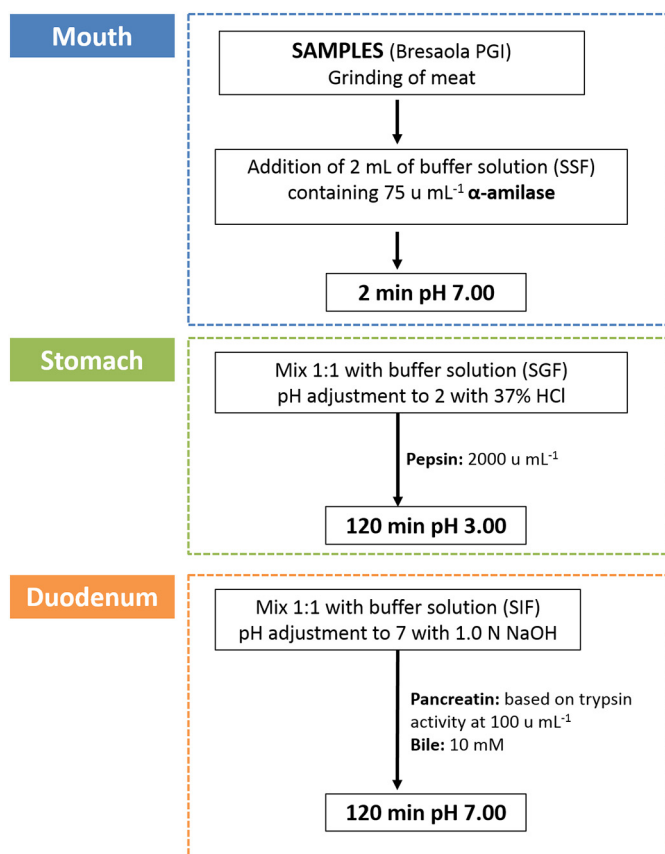 Mouth
SAMPLES (Bresaola PGI)
Grinding of meat
Addition of 2 mL of buffer solution (SSF)
containing 75 u mL⁻¹ α-amilase
2 min pH 7.00
Stomach
Mix 1:1 with buffer solution (SGF)
pH adjustment to 2 with 37% HCl
Pepsin: 2000 u mL⁻¹
120 min pH 3.00
Duodenum
Mix 1:1 with buffer solution (SIF)
pH adjustment to 7 with 1.0 N NaOH
Pancreatin: based on trypsin
activity at 100 u mL⁻¹
Bile: 10 mM
120 min pH 7.00